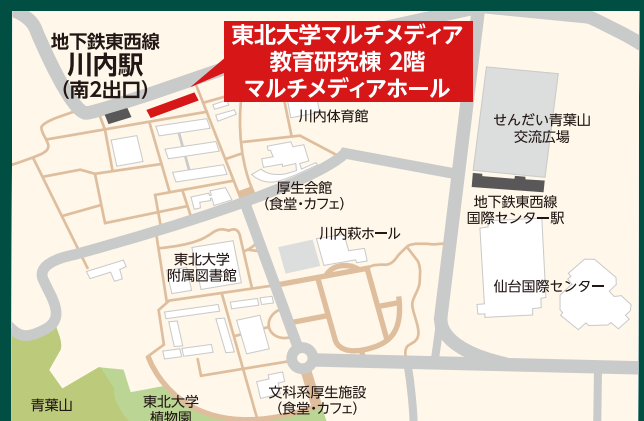 地下鉄東西線
川内駅
(南2出口)
東北大学マルチメディア
教育研究棟 2階
マルチメディアホール
川内体育館
せんだい青葉山
交流広場
厚生会館
(食堂・カフェ)
地下鉄東西線
国際センター駅
川内萩ホール
東北大学
附属図書館
仙台国際センター
青葉山
東北大学
植物園
文科系厚生施設
(食堂・カフェ)